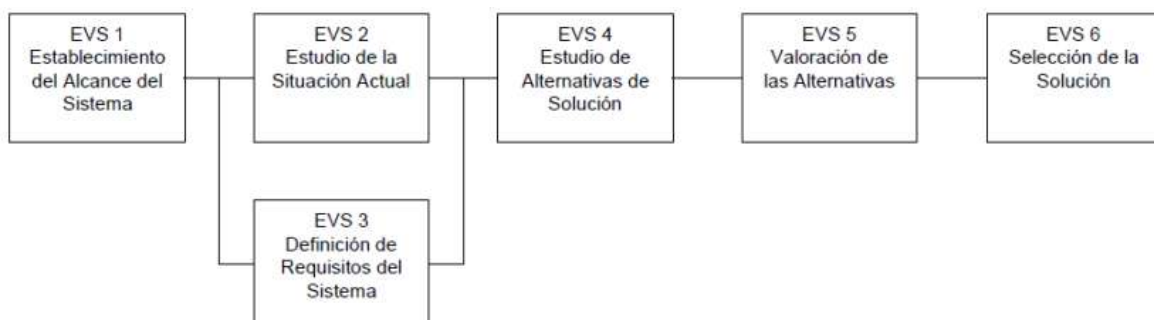 EVS 1
Establecimiento
del Alcance del
Sistema
EVS 2
Estudio de la
Situación Actual
EVS 4
Estudio de
Alternativas de
Solución
EVS 5
Valoración de
las Alternativas
EVS 6
Selección de la
Solución
EVS 3
Definición de
Requisitos del
Sistema